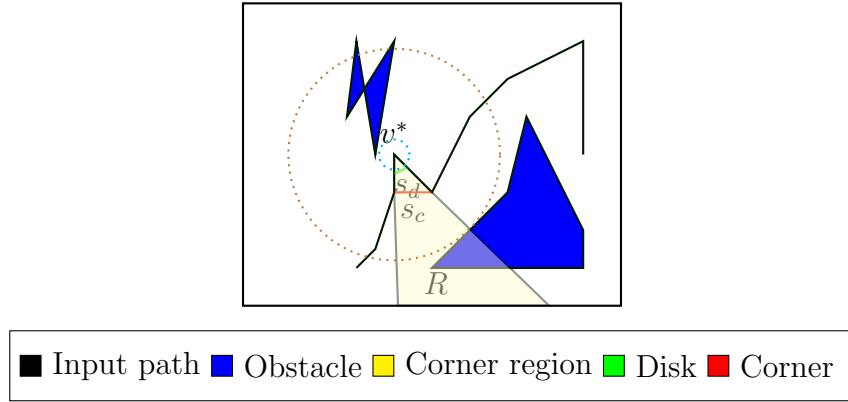 v*
s_d
s_c
R
Input path Obstacle Corner region Disk Corner